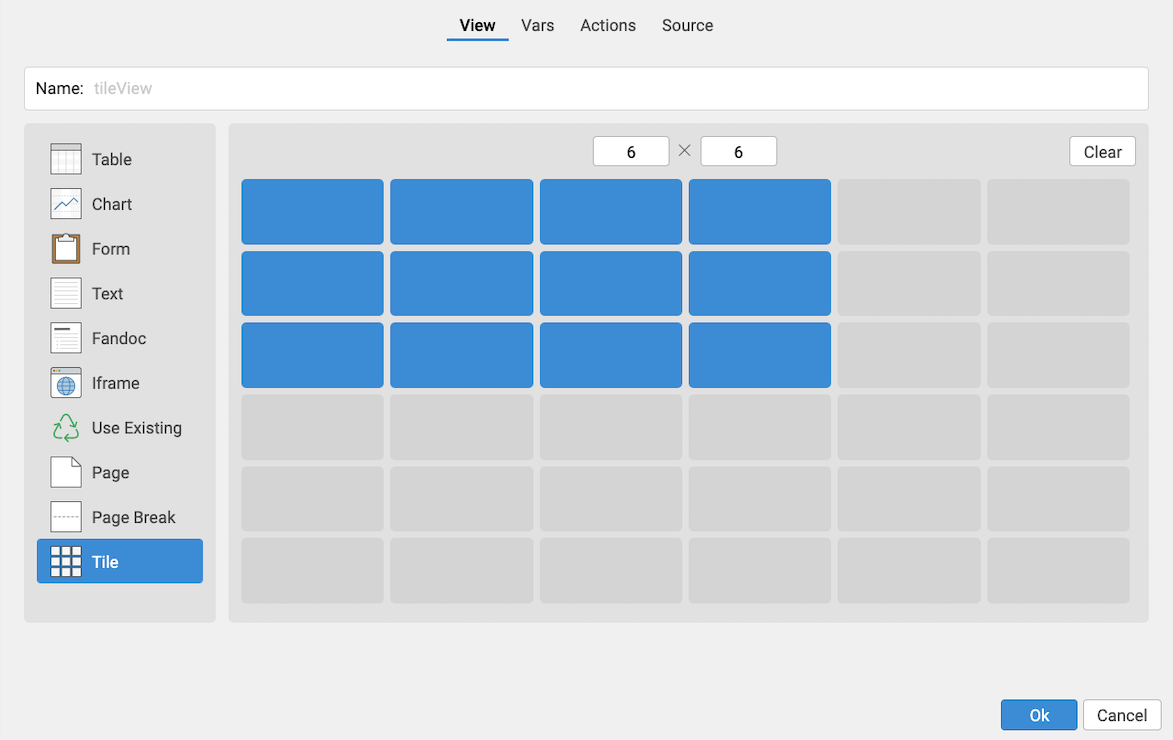 View Vars Actions Source
Name: tileView
6 × 6 Clear
Table
Chart
Form
Text
Fandoc
Iframe
Use Existing
Page
Page Break
Tile
Ok Cancel